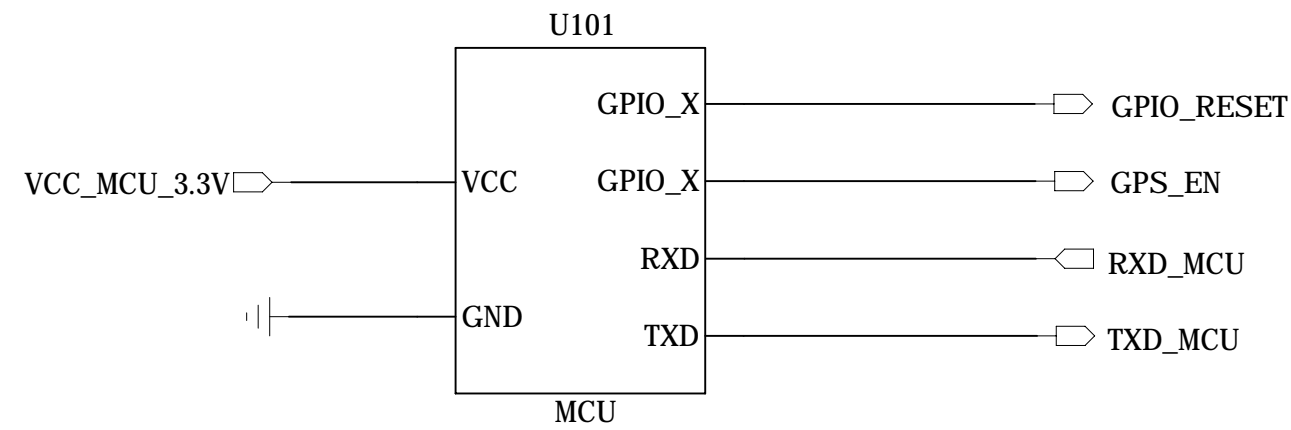 U101
GPIO_X
GPIO_RESET
VCC_MCU_3.3V
VCC
GPIO_X
GPS_EN
RXD
RXD_MCU
GND
TXD
TXD_MCU
MCU